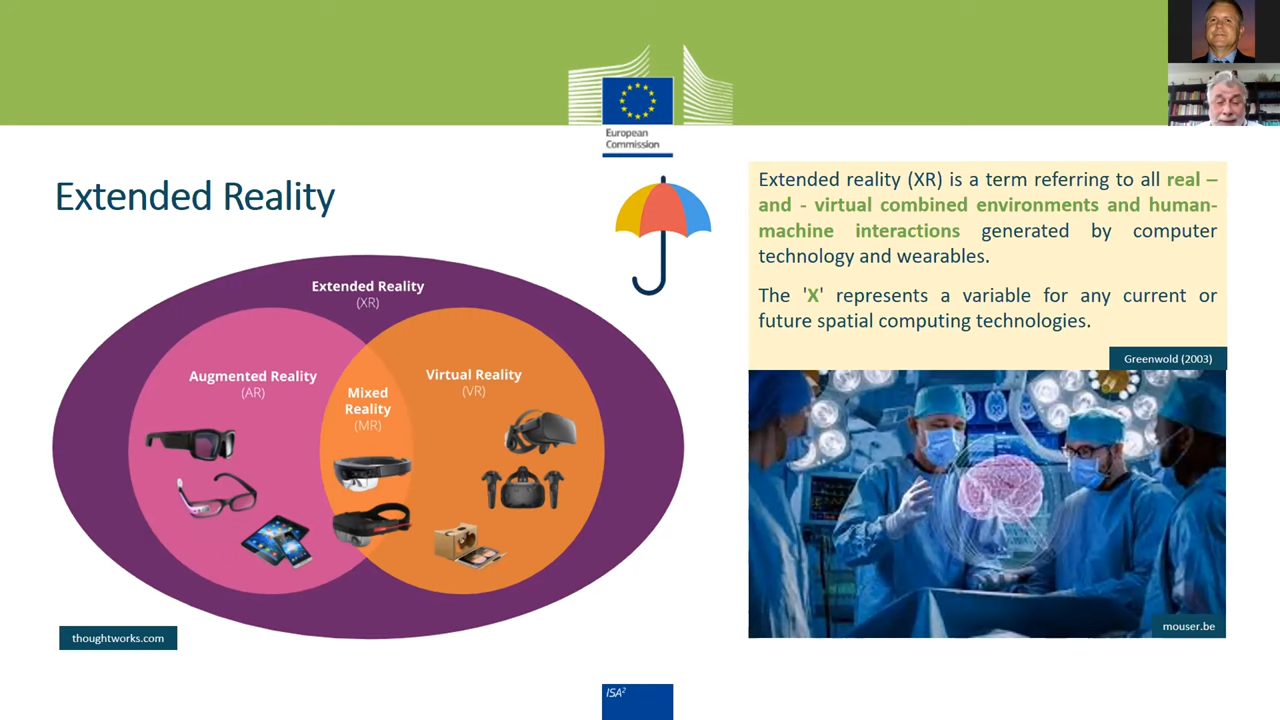 European
Commission
Extended Reality
Extended Reality
(XR)
Augmented Reality
(AR)
Mixed
Reality
(MR)
Virtual Reality
(VR)
thoughtworks.com
Extended reality (XR) is a term referring to all real –
and - virtual combined environments and human-
machine interactions generated by computer
technology and wearables.
The 'X' represents a variable for any current or
future spatial computing technologies.
Greenwold (2003)
mouser.be
ISA²